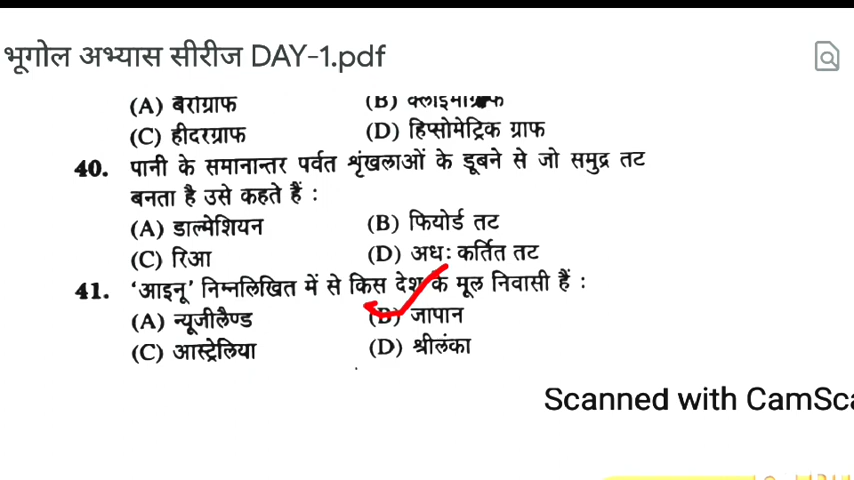 भूगोल अभ्यास सीरीज DAY-1.pdf
(A) बैरोग्राफ (B) क्लाइमोग्राफ
(C) हीदरग्राफ (D) हिप्सोमेट्रिक ग्राफ
40. पानी के समानान्तर पर्वत शृंखलाओं के डूबने से जो समुद्र तट
बनता है उसे कहते हैं :
(A) डाल्मेशियन (B) फियोर्ड तट
(C) रिआ (D) अधः कर्तित तट
41. ‘आइनू’ निम्नलिखित में से किस देश के मूल निवासी हैं :
(A) न्यूजीलैण्ड (B) जापान
(C) आस्ट्रेलिया (D) श्रीलंका
Scanned with CamSca